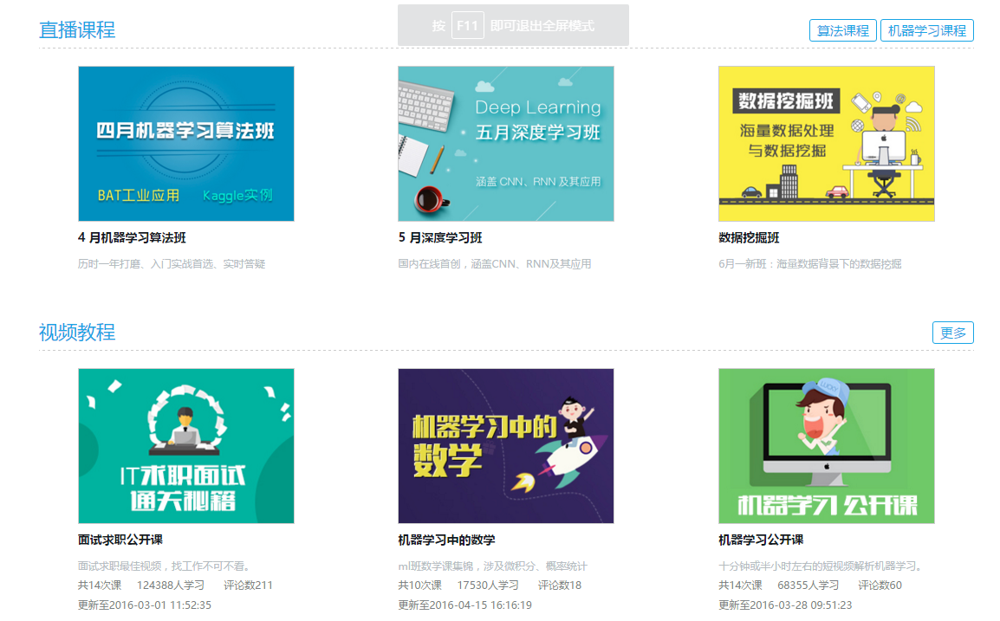 直播课程
按 F11 即可退出全屏模式
算法课程 机器学习课程
四月机器学习算法班
BAT工业应用 Kaggle实例
Deep Learning
五月深度学习班
涵盖 CNN、RNN 及其应用
数据挖掘班
海量数据处理
与数据挖掘
4 月机器学习算法班
历时一年打磨、入门实战首选、实时答疑
5 月深度学习班
国内在线首创，涵盖CNN、RNN及其应用
数据挖掘班
6月一新班：海量数据背景下的数据挖掘
视频教程
更多
IT求职面试
通关秘籍
机器学习中的
数学
LUCKY
机器学习 公开课
面试求职公开课
面试求职最佳视频，找工作不可不看。
共14次课 124388人学习 评论数211
更新至2016-03-01 11:52:35
机器学习中的数学
ml班数学课集锦，涉及微积分、概率统计
共10次课 17530人学习 评论数18
更新至2016-04-15 16:16:19
机器学习公开课
十分钟或半小时左右的短视频解析机器学习。
共14次课 68355人学习 评论数60
更新至2016-03-28 09:51:23